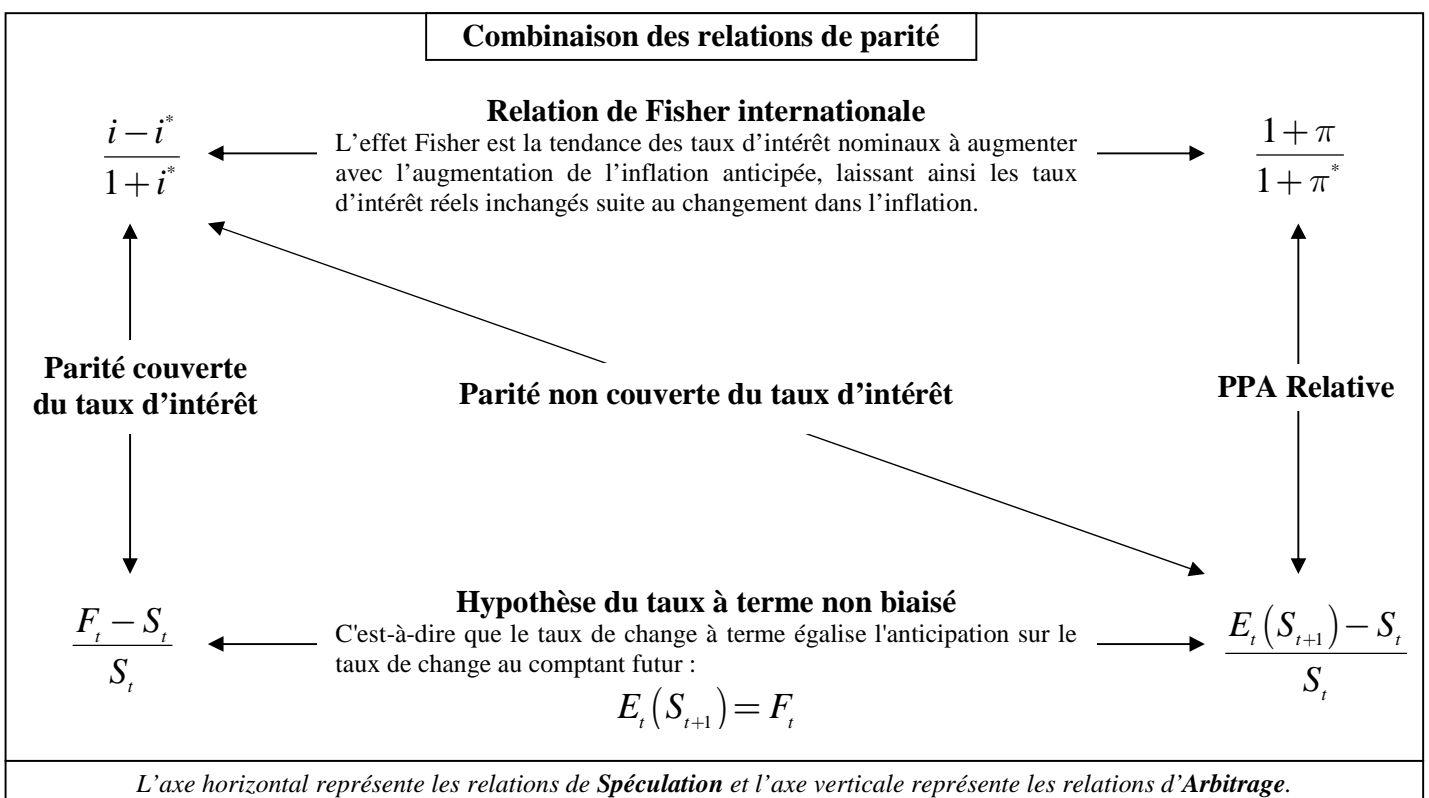 Combinaison des relations de parité
Relation de Fisher internationale
L’effet Fisher est la tendance des taux d’intérêt nominaux à augmenter
avec l’augmentation de l’inflation anticipée, laissant ainsi les taux
d’intérêt réels inchangés suite au changement dans l’inflation.
i − i*
1 + i*
1 + π
1 + π*
Parité couverte
du taux d’intérêt
Parité non couverte du taux d’intérêt
PPA Relative
Hypothèse du taux à terme non biaisé
C'est-à-dire que le taux de change à terme égalise l'anticipation sur le
taux de change au comptant futur :
E_t(S_{t+1}) = F_t
F_t − S_t
S_t
E_t(S_{t+1}) − S_t
S_t
L’axe horizontal représente les relations de Spéculation et l’axe verticale représente les relations d’Arbitrage.